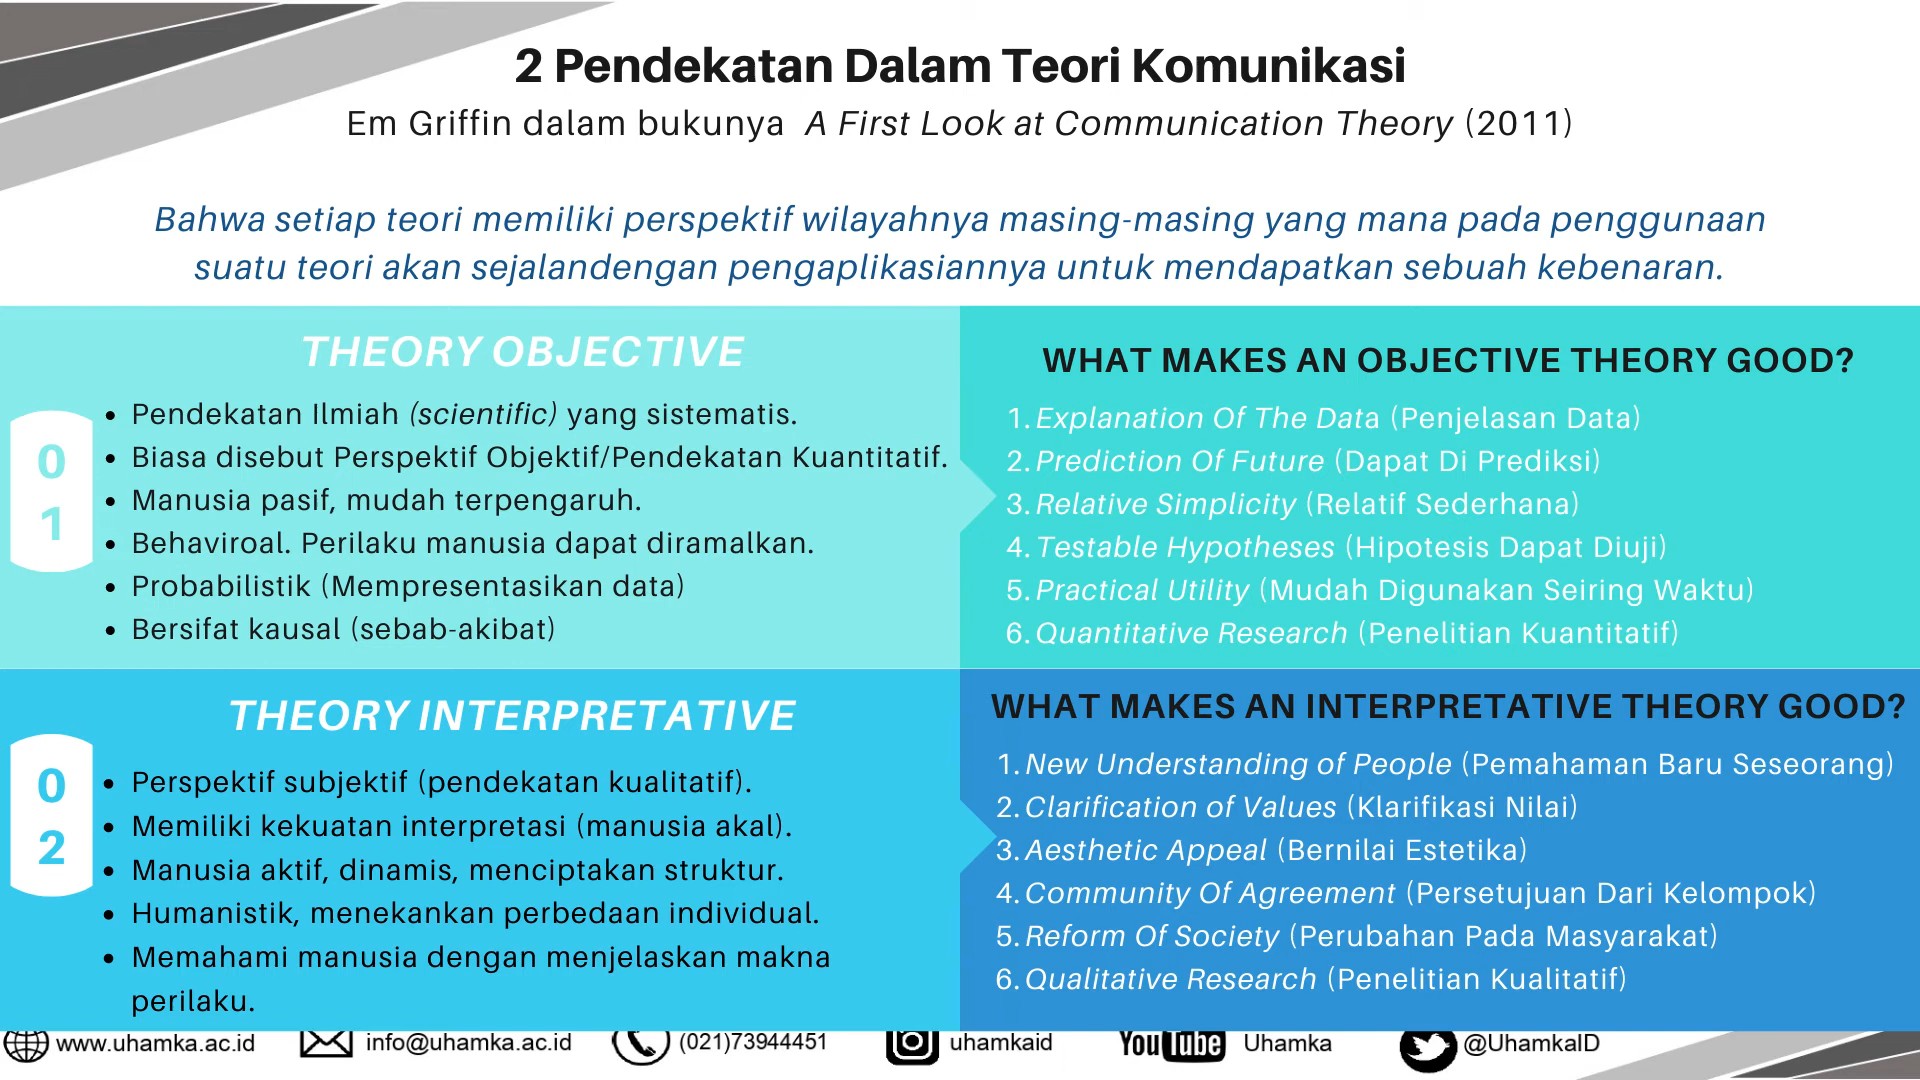 2 Pendekatan Dalam Teori Komunikasi
Em Griffin dalam bukunya A First Look at Communication Theory (2011)
Bahwa setiap teori memiliki perspektif wilayahnya masing-masing yang mana pada penggunaan
suatu teori akan sejalandengan pengaplikasiannya untuk mendapatkan sebuah kebenaran.
01
THEORY OBJECTIVE
• Pendekatan Ilmiah (scientific) yang sistematis.
• Biasa disebut Perspektif Objektif/Pendekatan Kuantitatif.
• Manusia pasif, mudah terpengaruh.
• Behaviroal. Perilaku manusia dapat diramalkan.
• Probabilistik (Mempresentasikan data)
• Bersifat kausal (sebab-akibat)
WHAT MAKES AN OBJECTIVE THEORY GOOD?
1. Explanation Of The Data (Penjelasan Data)
2. Prediction Of Future (Dapat Di Prediksi)
3. Relative Simplicity (Relatif Sederhana)
4. Testable Hypotheses (Hipotesis Dapat Diuji)
5. Practical Utility (Mudah Digunakan Seiring Waktu)
6. Quantitative Research (Penelitian Kuantitatif)
02
THEORY INTERPRETATIVE
• Perspektif subjektif (pendekatan kualitatif).
• Memiliki kekuatan interpretasi (manusia akal).
• Manusia aktif, dinamis, menciptakan struktur.
• Humanistik, menekankan perbedaan individual.
• Memahami manusia dengan menjelaskan makna
perilaku.
WHAT MAKES AN INTERPRETATIVE THEORY GOOD?
1. New Understanding of People (Pemahaman Baru Seseorang)
2. Clarification of Values (Klarifikasi Nilai)
3. Aesthetic Appeal (Bernilai Estetika)
4. Community Of Agreement (Persetujuan Dari Kelompok)
5. Reform Of Society (Perubahan Pada Masyarakat)
6. Qualitative Research (Penelitian Kualitatif)
www.uhamka.ac.id info@uhamka.ac.id (021)73944451 uhamkaid YouTube Uhamka @UhamkaID